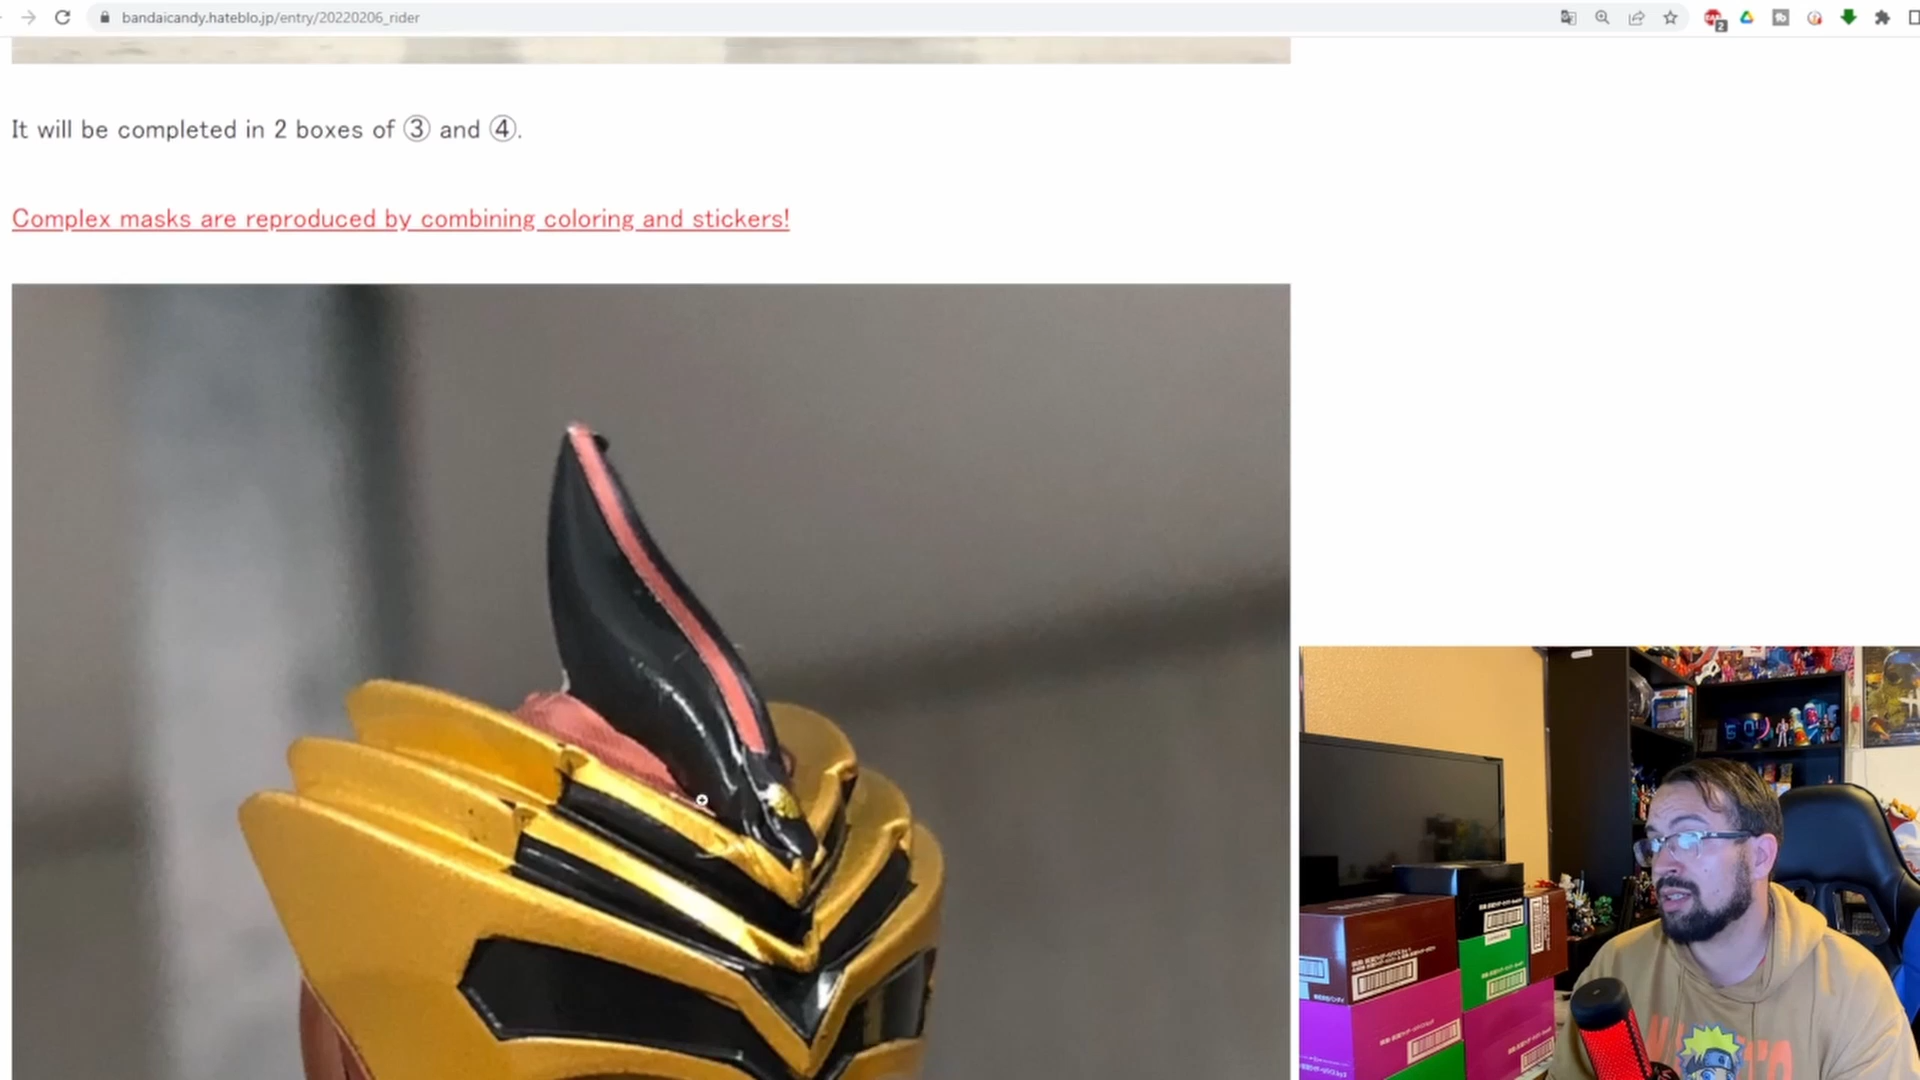 bandaicandy.hateblo.jp/entry/20220206_rider
2
It will be completed in 2 boxes of ③ and ④.
Complex masks are reproduced by combining coloring and stickers!